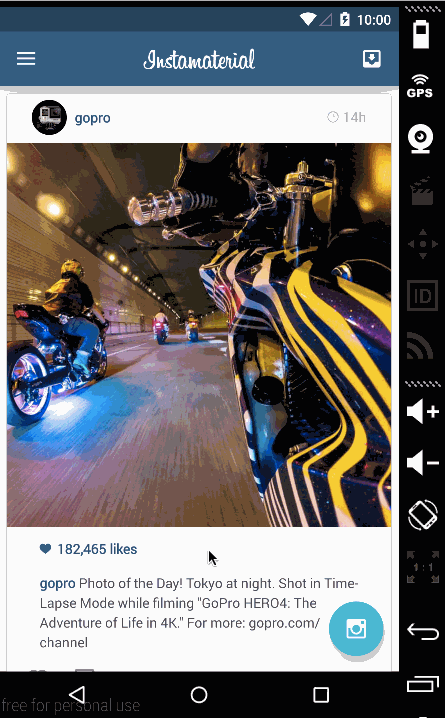 10:00
Instamaterial
GPS
gopro
14h
ID
182,465 likes
gopro Photo of the Day! Tokyo at night. Shot in Time-
Lapse Mode while filming "GoPro HERO4: The
Adventure of Life in 4K." For more: gopro.com/
channel
1:1
free for personal use